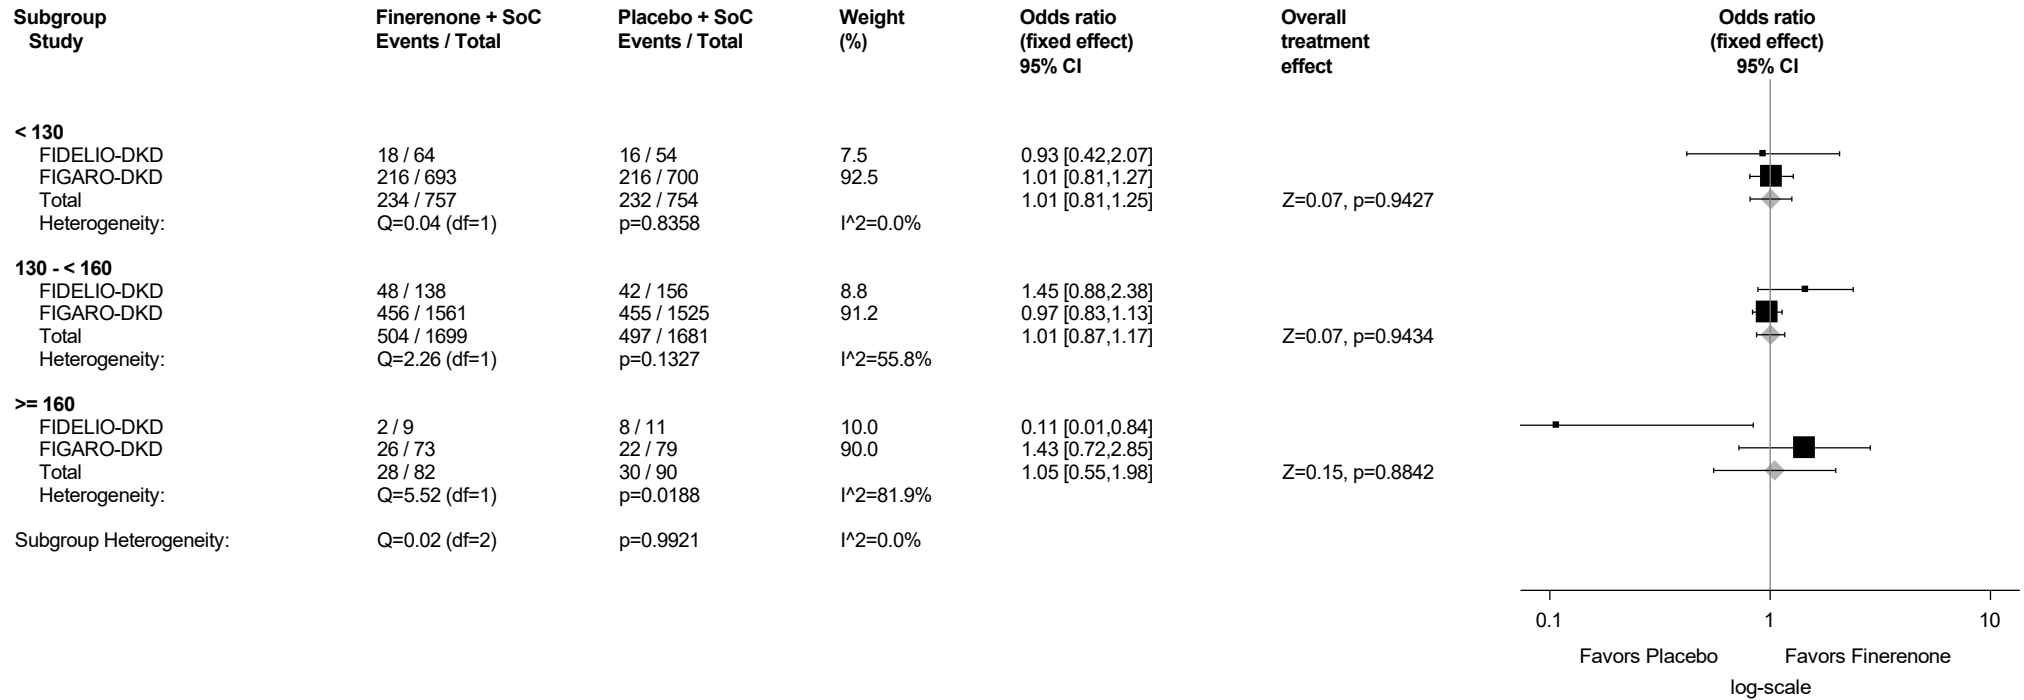 Subgroup Finerenone + SoC Placebo + SoC Weight Odds ratio Overall Odds ratio
Study Events / Total Events / Total (%) (fixed effect) treatment (fixed effect)
95% CI effect 95% CI
< 130
FIDELIO-DKD 18 / 64 16 / 54 7.5 0.93 [0.42,2.07]
FIGARO-DKD 216 / 693 216 / 700 92.5 1.01 [0.81,1.27]
Total 234 / 757 232 / 754 1.01 [0.81,1.25] Z=0.07, p=0.9427
Heterogeneity: Q=0.04 (df=1) p=0.8358 I^2=0.0%
130 - < 160
FIDELIO-DKD 48 / 138 42 / 156 8.8 1.45 [0.88,2.38]
FIGARO-DKD 456 / 1561 455 / 1525 91.2 0.97 [0.83,1.13]
Total 504 / 1699 497 / 1681 1.01 [0.87,1.17] Z=0.07, p=0.9434
Heterogeneity: Q=2.26 (df=1) p=0.1327 I^2=55.8%
>= 160
FIDELIO-DKD 2 / 9 8 / 11 10.0 0.11 [0.01,0.84]
FIGARO-DKD 26 / 73 22 / 79 90.0 1.43 [0.72,2.85]
Total 28 / 82 30 / 90 1.05 [0.55,1.98] Z=0.15, p=0.8842
Heterogeneity: Q=5.52 (df=1) p=0.0188 I^2=81.9%
Subgroup Heterogeneity: Q=0.02 (df=2) p=0.9921 I^2=0.0%
0.1 1 10
Favors Placebo Favors Finerenone
log-scale